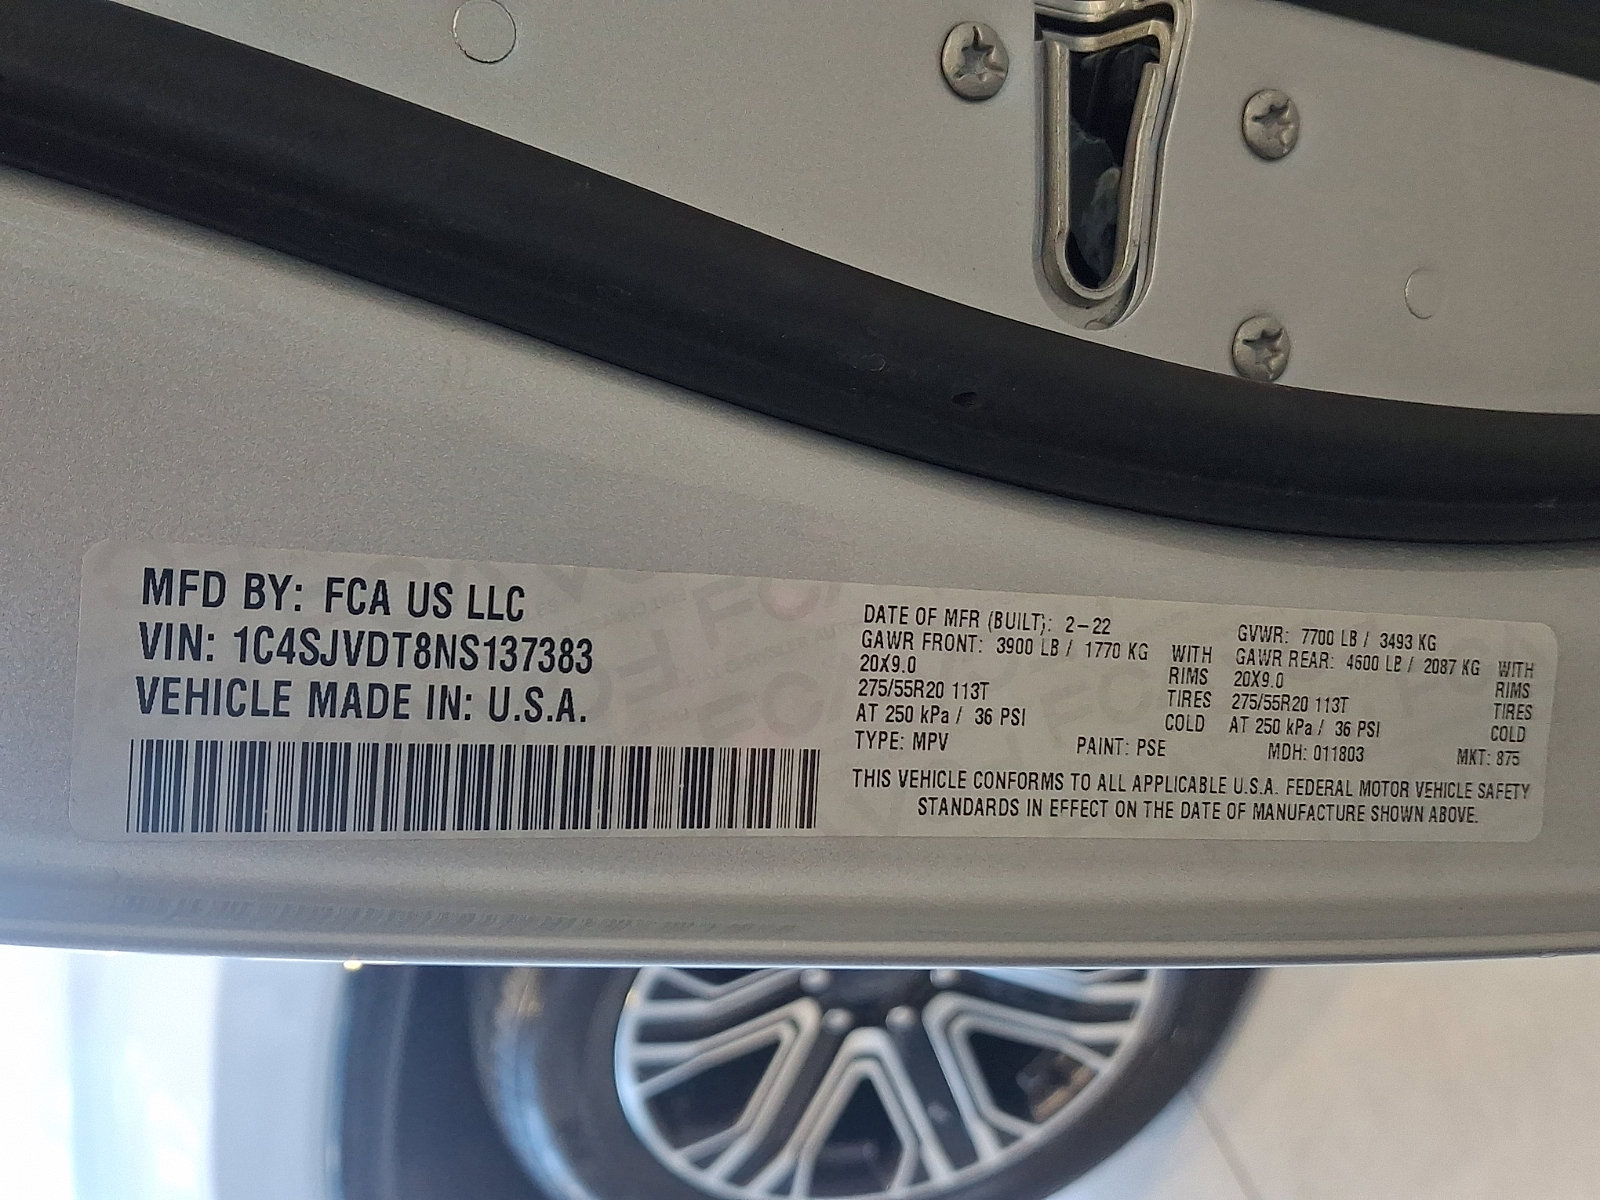 MFD BY: FCA US LLC
VIN: 1C4SJVDT8NS137383
VEHICLE MADE IN: U.S.A.
DATE OF MFR (BUILT): 2-22
GAWR FRONT: 3900 LB / 1770 KG WITH
20X9.0 RIMS
275/55R20 113T TIRES
AT 250 kPa / 36 PSI COLD
GVWR: 7700 LB / 3493 KG
GAWR REAR: 4600 LB / 2087 KG WITH
20X9.0 RIMS
275/55R20 113T TIRES
AT 250 kPa / 36 PSI COLD
TYPE: MPV PAINT: PSE MDH: 011803 MKT: 875
THIS VEHICLE CONFORMS TO ALL APPLICABLE U.S.A. FEDERAL MOTOR VEHICLE SAFETY
STANDARDS IN EFFECT ON THE DATE OF MANUFACTURE SHOWN ABOVE.